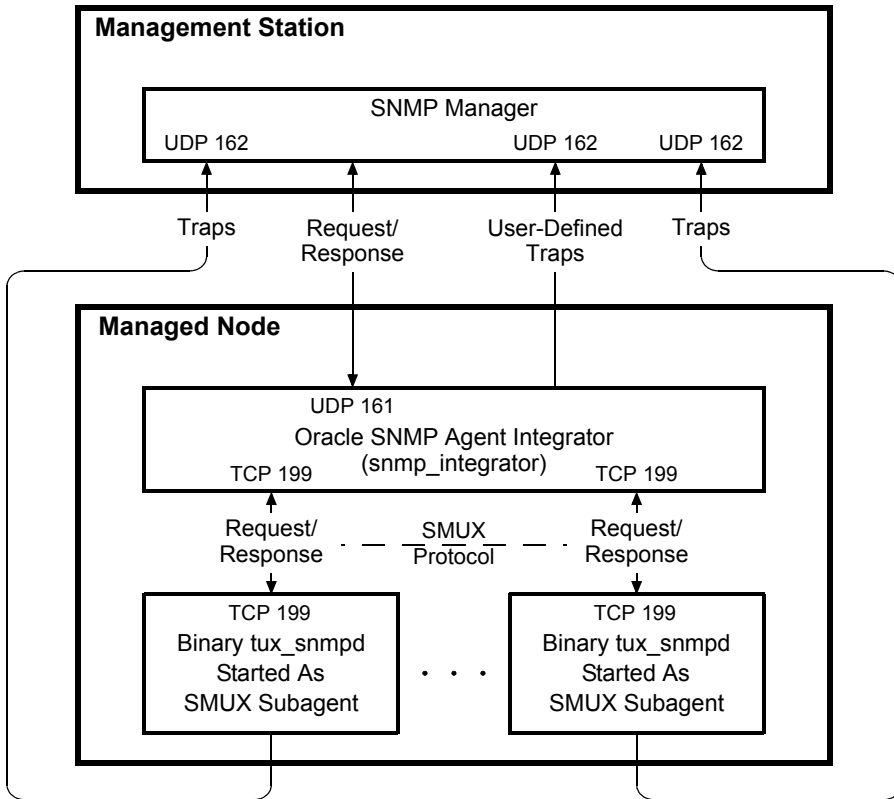 Management Station
SNMP Manager
UDP 162
UDP 162
UDP 162
Traps
Request/
Response
User-Defined
Traps
Traps
Managed Node
UDP 161
Oracle SNMP Agent Integrator
(snmp_integrator)
TCP 199
TCP 199
Request/
Response
SMUX
Protocol
Request/
Response
TCP 199
Binary tux_snmpd
Started As
SMUX Subagent
. . .
TCP 199
Binary tux_snmpd
Started As
SMUX Subagent